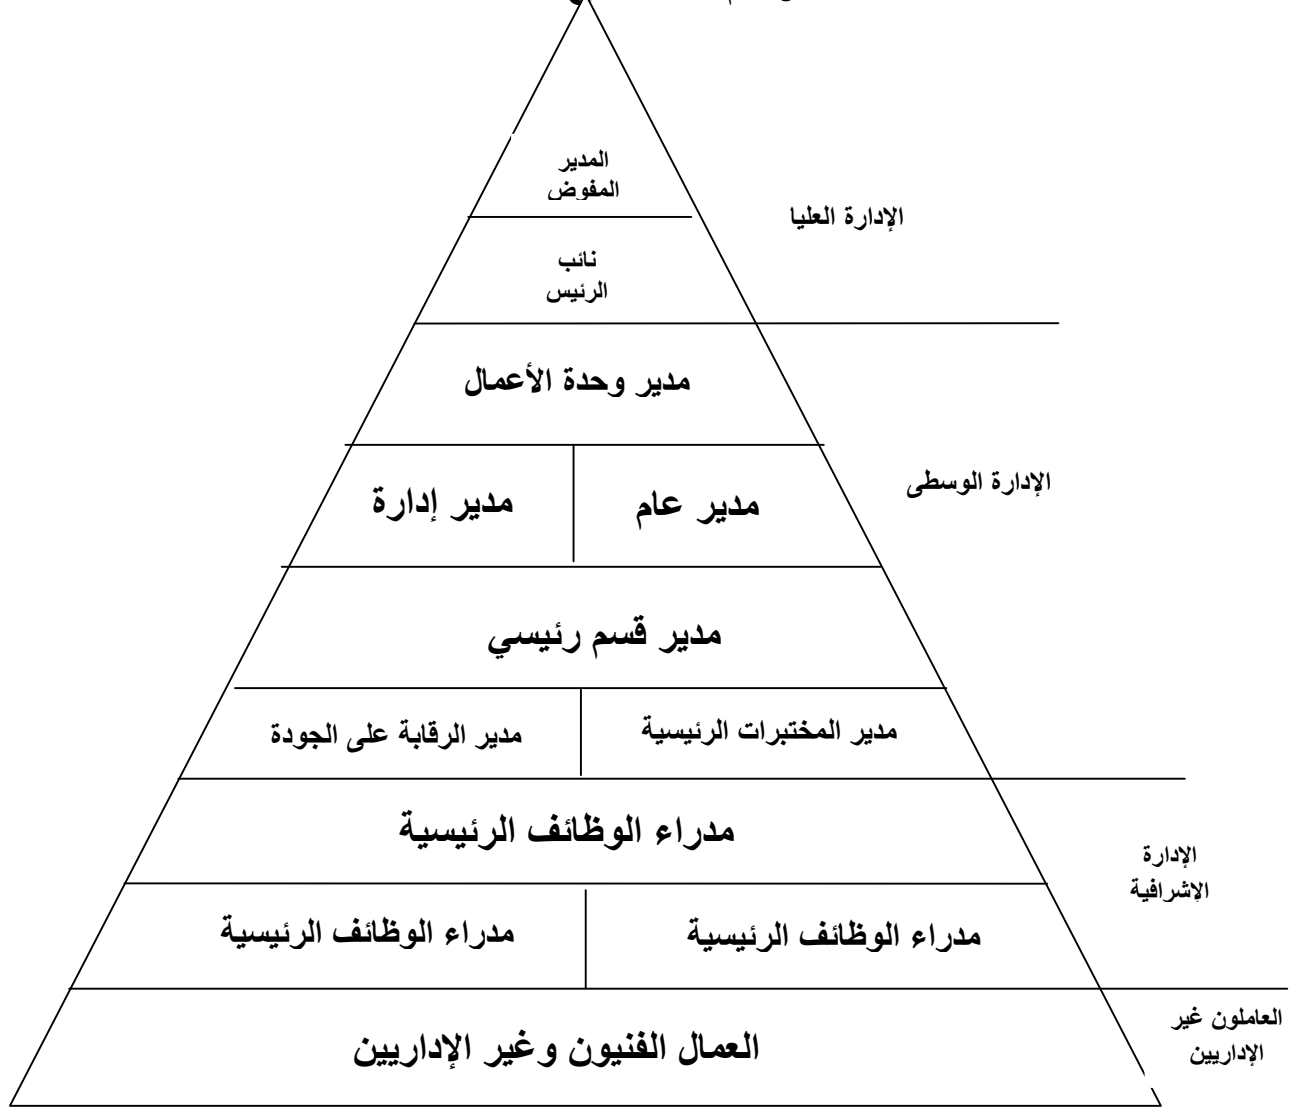 المدير
المفوض
الإدارة العليا
نائب
الرئيس
مدير وحدة الأعمال
مدير عام
مدير إدارة
الإدارة الوسطى
مدير قسم رئيسي
مدير المختبرات الرئيسية
مدير الرقابة على الجودة
مدراء الوظائف الرئيسية
الإدارة
الإشرافية
مدراء الوظائف الرئيسية
مدراء الوظائف الرئيسية
العمال الفنيون وغير الإداريين
العاملون غير
الإداريين